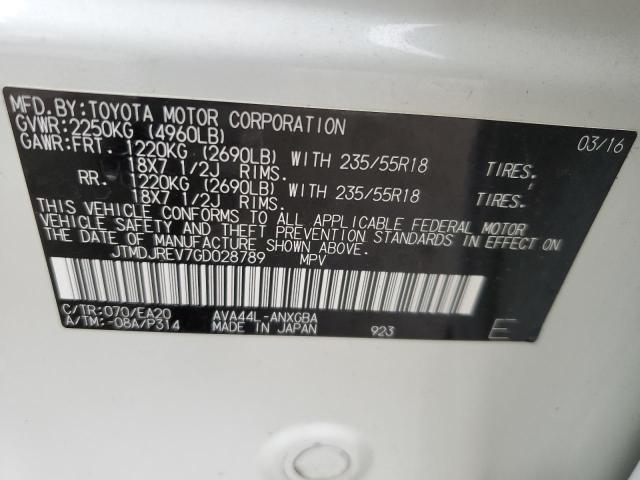 MFD.BY:TOYOTA MOTOR CORPORATION 03/16
GVWR:2250KG (4960LB)
GAWR:FRT. 1220KG (2690LB) WITH 235/55R18 TIRES.
18X7 1/2J RIMS.
RR. 1220KG (2690LB) WITH 235/55R18 TIRES.
18X7 1/2J RIMS.
THIS VEHICLE CONFORMS TO ALL APPLICABLE FEDERAL MOTOR
VEHICLE SAFETY AND THEFT PREVENTION STANDARDS IN EFFECT ON
THE DATE OF MANUFACTURE SHOWN ABOVE.
JTMDJREV7GD028789 MPV
C/TR:070/EA20 AVA44L-ANXGBA
A/TM:-08A/P314 MADE IN JAPAN 923 E